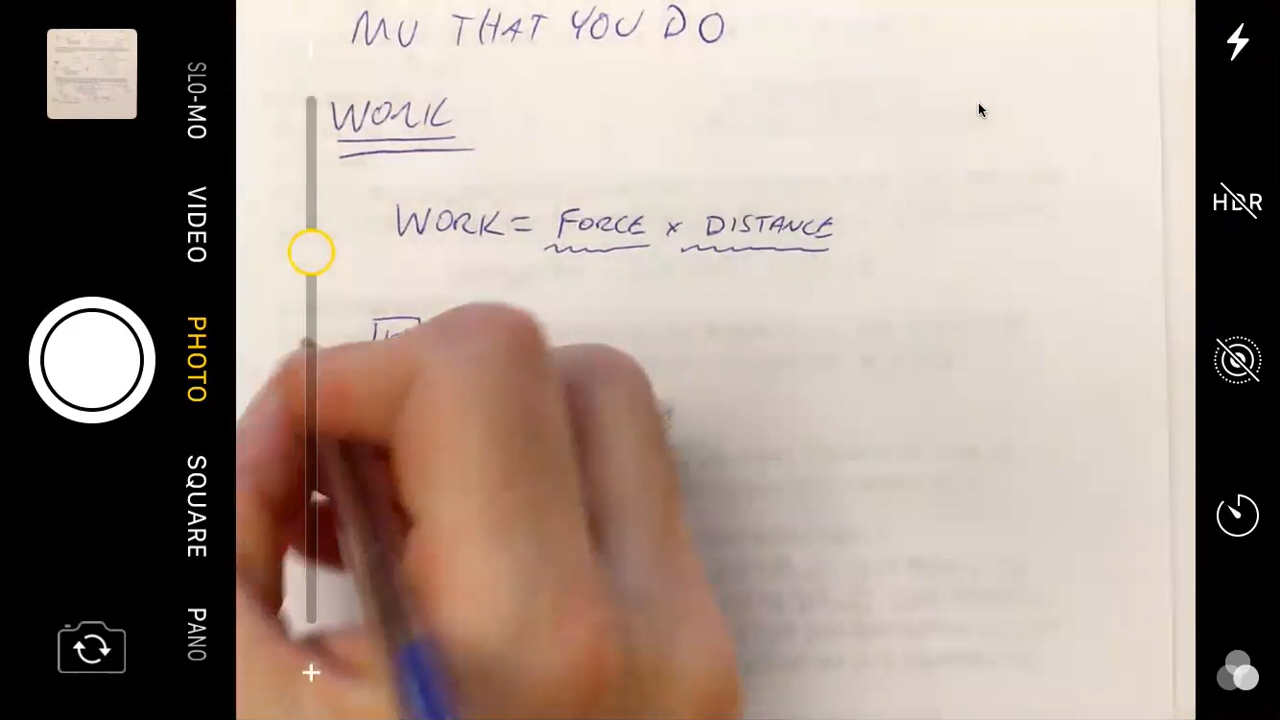 MU THAT YOU DO
WORK
WORK = FORCE x DISTANCE
SLO-MO
VIDEO
PHOTO
SQUARE
PANO
HDR